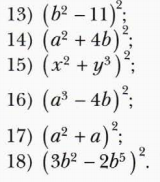 13) (b² – 11)²;
14) (a² + 4b)²;
15) (x² + y³)²;
16) (a³ – 4b)²;
17) (a² + a)²;
18) (3b² – 2b⁵)².